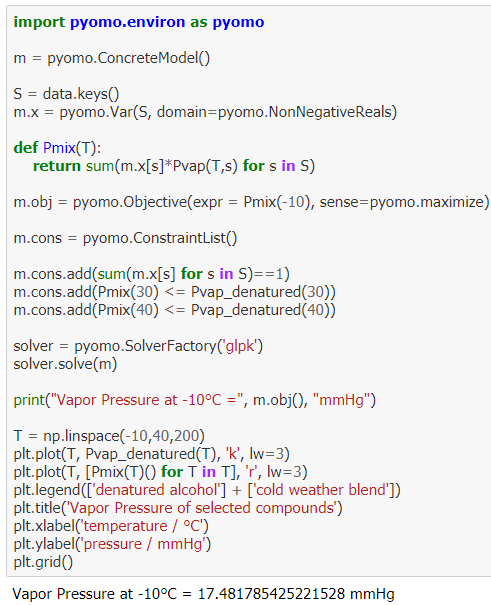 import pyomo.environ as pyomo
m = pyomo.ConcreteModel()
S = data.keys()
m.x = pyomo.Var(S, domain=pyomo.NonNegativeReals)
def Pmix(T):
    return sum(m.x[s]*Pvap(T,s) for s in S)
m.obj = pyomo.Objective(expr = Pmix(-10), sense=pyomo.maximize)
m.cons = pyomo.ConstraintList()
m.cons.add(sum(m.x[s] for s in S)==1)
m.cons.add(Pmix(30) <= Pvap_denatured(30))
m.cons.add(Pmix(40) <= Pvap_denatured(40))
solver = pyomo.SolverFactory('glpk')
solver.solve(m)
print("Vapor Pressure at -10°C =", m.obj(), "mmHg")
T = np.linspace(-10,40,200)
plt.plot(T, Pvap_denatured(T), 'k', lw=3)
plt.plot(T, [Pmix(T)() for T in T], 'r', lw=3)
plt.legend(['denatured alcohol'] + ['cold weather blend'])
plt.title('Vapor Pressure of selected compounds')
plt.xlabel('temperature / °C')
plt.ylabel('pressure / mmHg')
plt.grid()
Vapor Pressure at -10°C = 17.481785425221528 mmHg